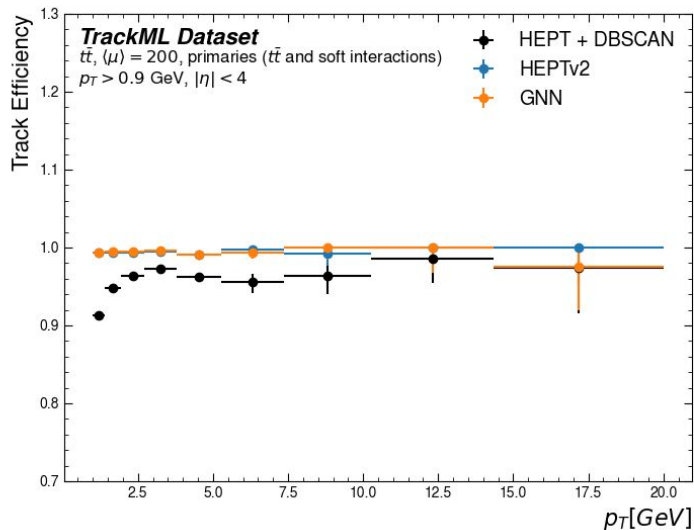 TrackML Dataset
tt̄, ⟨μ⟩ = 200, primaries (tt̄ and soft interactions)
p_T > 0.9 GeV, |η| < 4
HEPT + DBSCAN
HEPTv2
GNN
Track Efficiency
1.3
1.2
1.1
1.0
0.9
0.8
0.7
2.5 5.0 7.5 10.0 12.5 15.0 17.5 20.0
p_T[GeV]